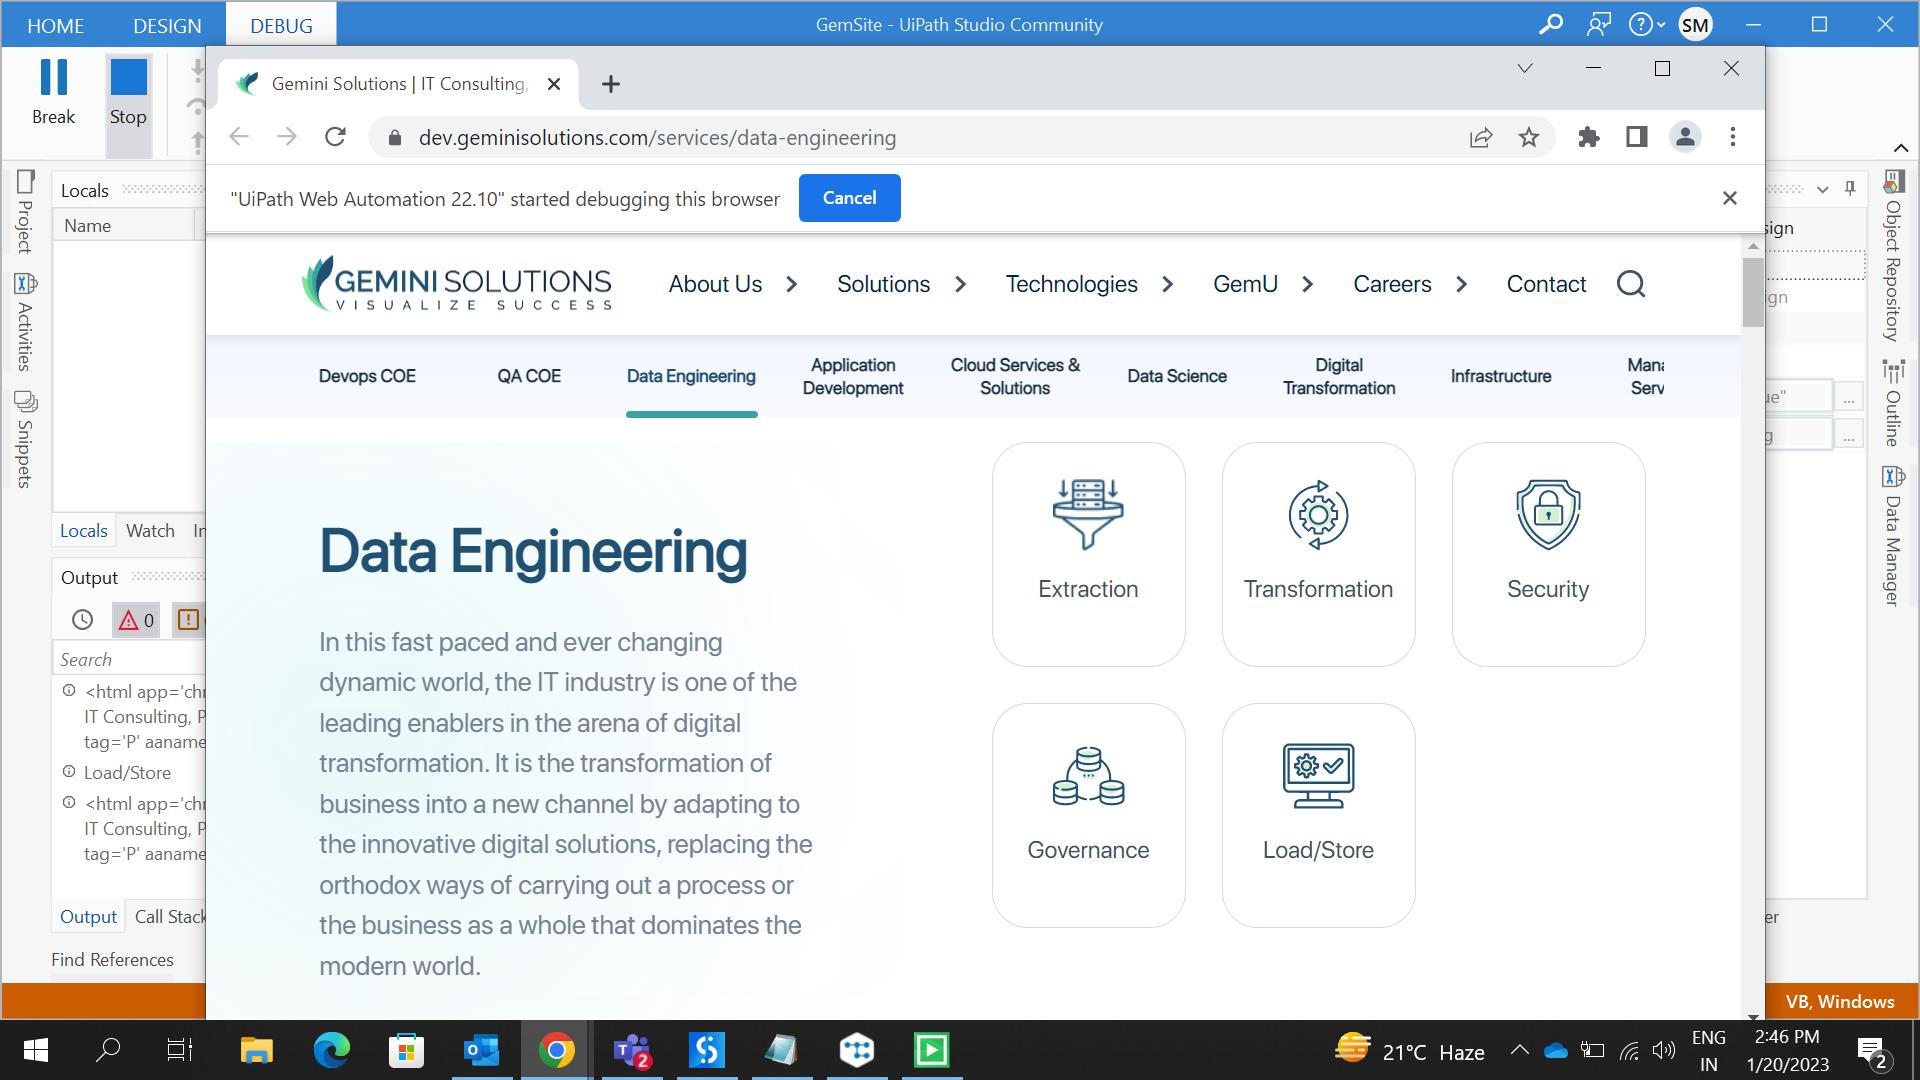 HOME DESIGN DEBUG GemSite - UiPath Studio Community SM
Break Stop
Gemini Solutions | IT Consulting,
dev.geminisolutions.com/services/data-engineering
"UiPath Web Automation 22.10" started debugging this browser Cancel
Project
Activities
Snippets
Locals
Name
Locals Watch
Output
0
Search
<html app='chr
IT Consulting, P
tag='P' aaname
Load/Store
<html app='chr
IT Consulting, P
tag='P' aaname
Output Call Stack
Find References
GEMINI SOLUTIONS
VISUALIZE SUCCESS
About Us Solutions Technologies GemU Careers Contact
Devops COE QA COE Data Engineering Application Development Cloud Services & Solutions Data Science Digital Transformation Infrastructure
Data Engineering
In this fast paced and ever changing
dynamic world, the IT industry is one of the
leading enablers in the arena of digital
transformation. It is the transformation of
business into a new channel by adapting to
the innovative digital solutions, replacing the
orthodox ways of carrying out a process or
the business as a whole that dominates the
modern world.
Extraction Transformation Security
Governance Load/Store
Object Repository
Outline
Data Manager
VB, Windows
2
21°C Haze
ENG
IN
2:46 PM
1/20/2023
2